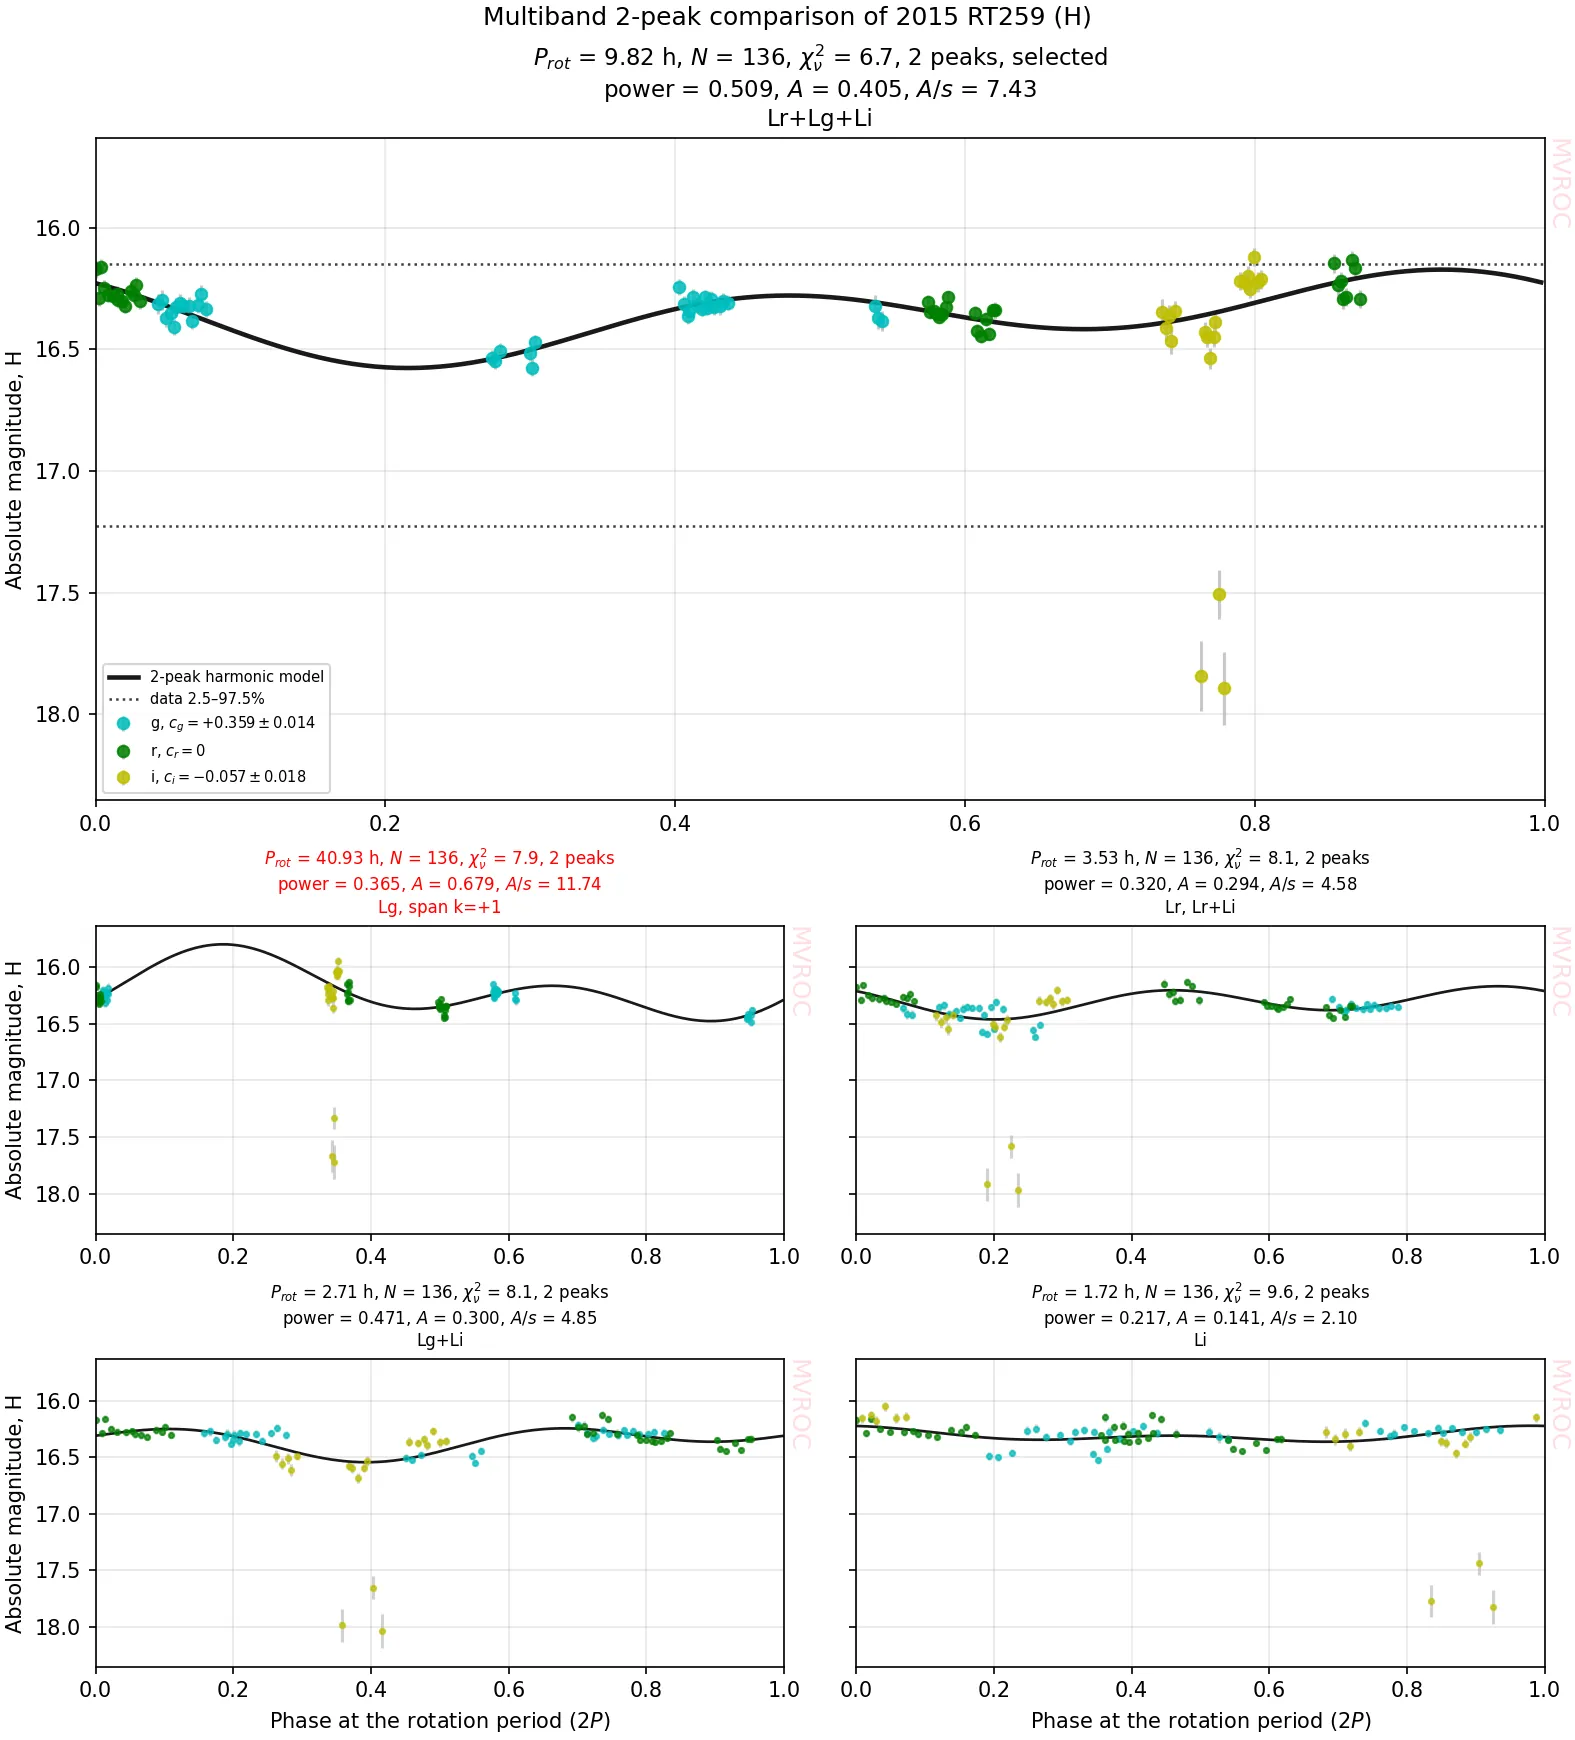 Multiband 2-peak comparison of 2015 RT259 (H)
P_rot = 9.82 h, N = 136, χ²_ν = 6.7, 2 peaks, selected
power = 0.509, A = 0.405, A/s = 7.43
Lr+Lg+Li
MVROC
Absolute magnitude, H
16.0
16.5
17.0
17.5
18.0
2-peak harmonic model
data 2.5–97.5%
g, c_g = +0.359 ± 0.014
r, c_r = 0
i, c_i = −0.057 ± 0.018
0.0 0.2 0.4 0.6 0.8 1.0
P_rot = 40.93 h, N = 136, χ²_ν = 7.9, 2 peaks
power = 0.365, A = 0.679, A/s = 11.74
Lg, span k=+1
MVROC
Absolute magnitude, H
16.0
16.5
17.0
17.5
18.0
0.0 0.2 0.4 0.6 0.8 1.0
P_rot = 3.53 h, N = 136, χ²_ν = 8.1, 2 peaks
power = 0.320, A = 0.294, A/s = 4.58
Lr, Lr+Li
MVROC
0.0 0.2 0.4 0.6 0.8 1.0
P_rot = 2.71 h, N = 136, χ²_ν = 8.1, 2 peaks
power = 0.471, A = 0.300, A/s = 4.85
Lg+Li
MVROC
Absolute magnitude, H
16.0
16.5
17.0
17.5
18.0
0.0 0.2 0.4 0.6 0.8 1.0
Phase at the rotation period (2P)
P_rot = 1.72 h, N = 136, χ²_ν = 9.6, 2 peaks
power = 0.217, A = 0.141, A/s = 2.10
Li
MVROC
0.0 0.2 0.4 0.6 0.8 1.0
Phase at the rotation period (2P)